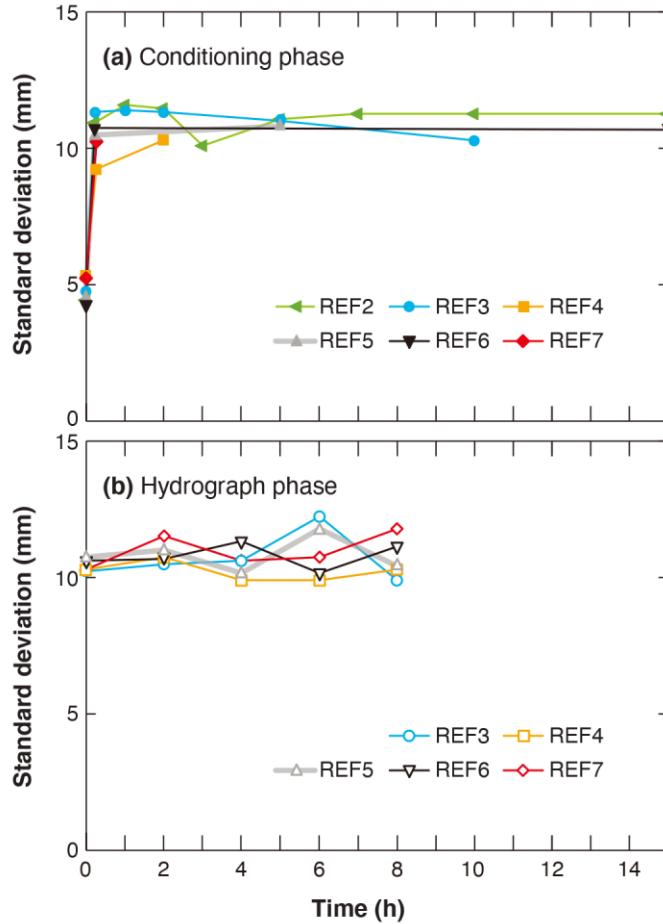 15
(a) Conditioning phase
10
Standard deviation (mm)
5
REF2 REF3 REF4
REF5 REF6 REF7
0
15
(b) Hydrograph phase
10
Standard deviation (mm)
5
REF3 REF4
REF5 REF6 REF7
0
0 2 4 6 8 10 12 14
Time (h)